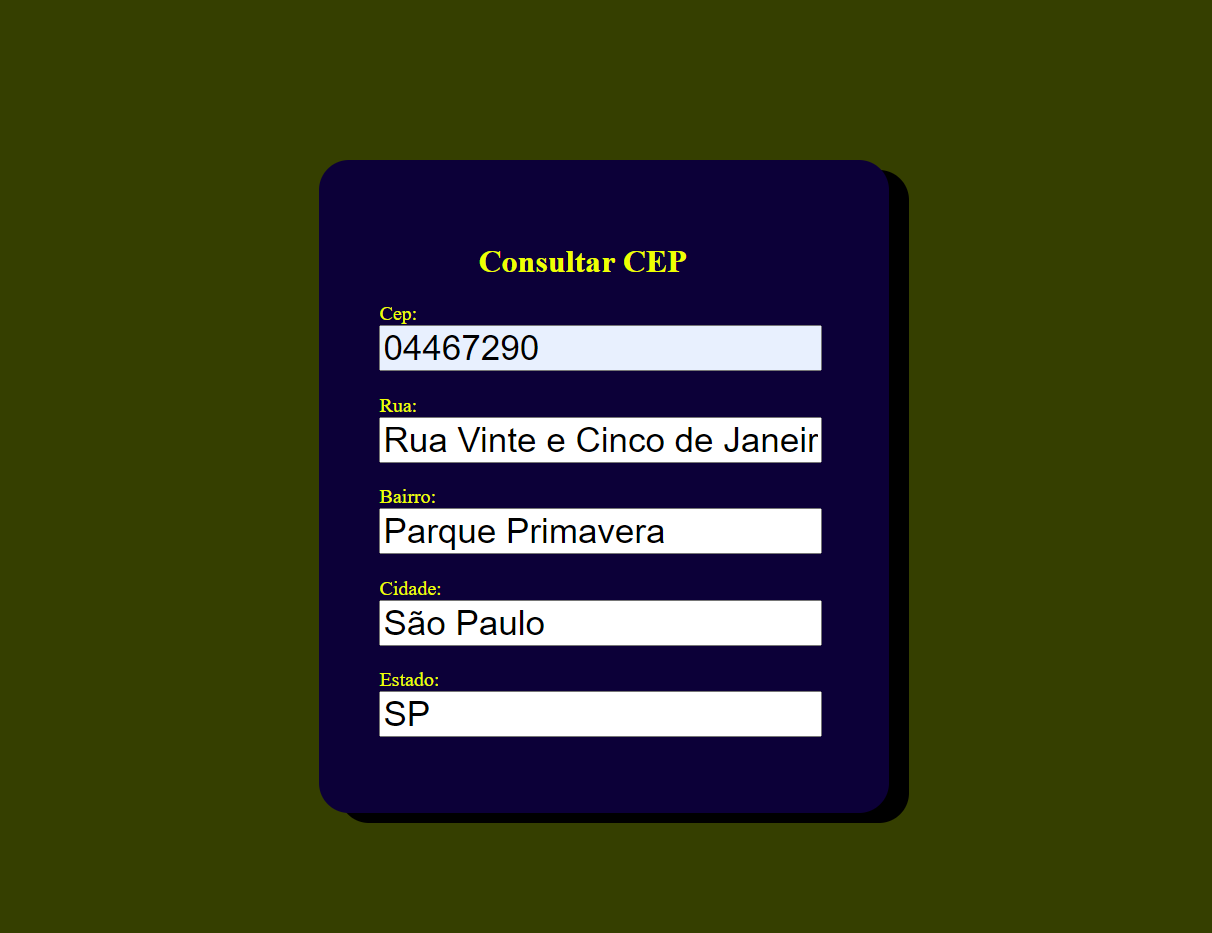 Consultar CEP
Cep:
04467290
Rua:
Rua Vinte e Cinco de Janeir
Bairro:
Parque Primavera
Cidade:
São Paulo
Estado:
SP